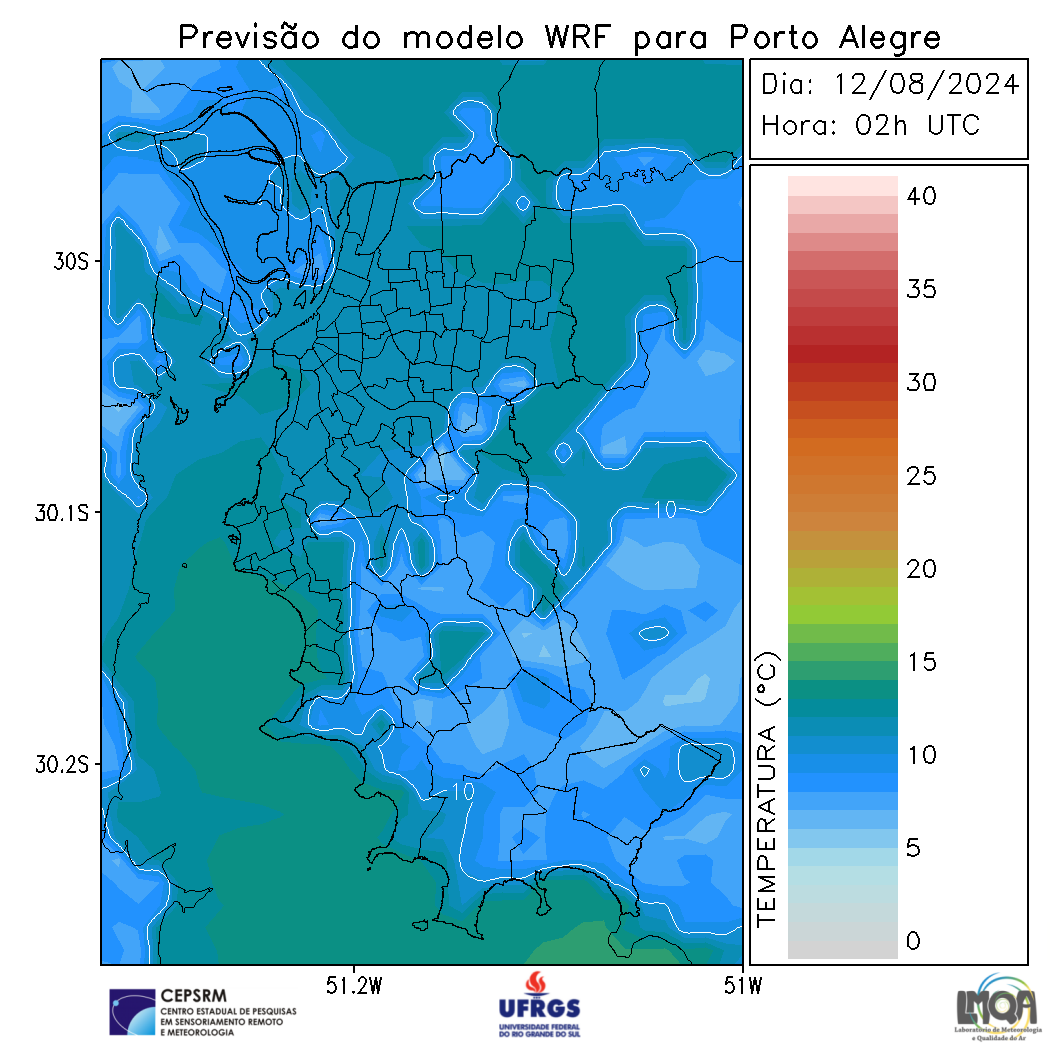 Previsão do modelo WRF para Porto Alegre
Dia: 12/08/2024
Hora: 02h UTC
40
35
30
25
20
15
10
5
0
TEMPERATURA (°C)
30S
30.1S
30.2S
10
10
51.2W
51W
CEPSRM
CENTRO ESTADUAL DE PESQUISAS
EM SENSORIAMENTO REMOTO
E METEOROLOGIA
UFRGS
UNIVERSIDADE FEDERAL
DO RIO GRANDE DO SUL
LMQA
Laboratório de Meteorologia
e Qualidade do Ar